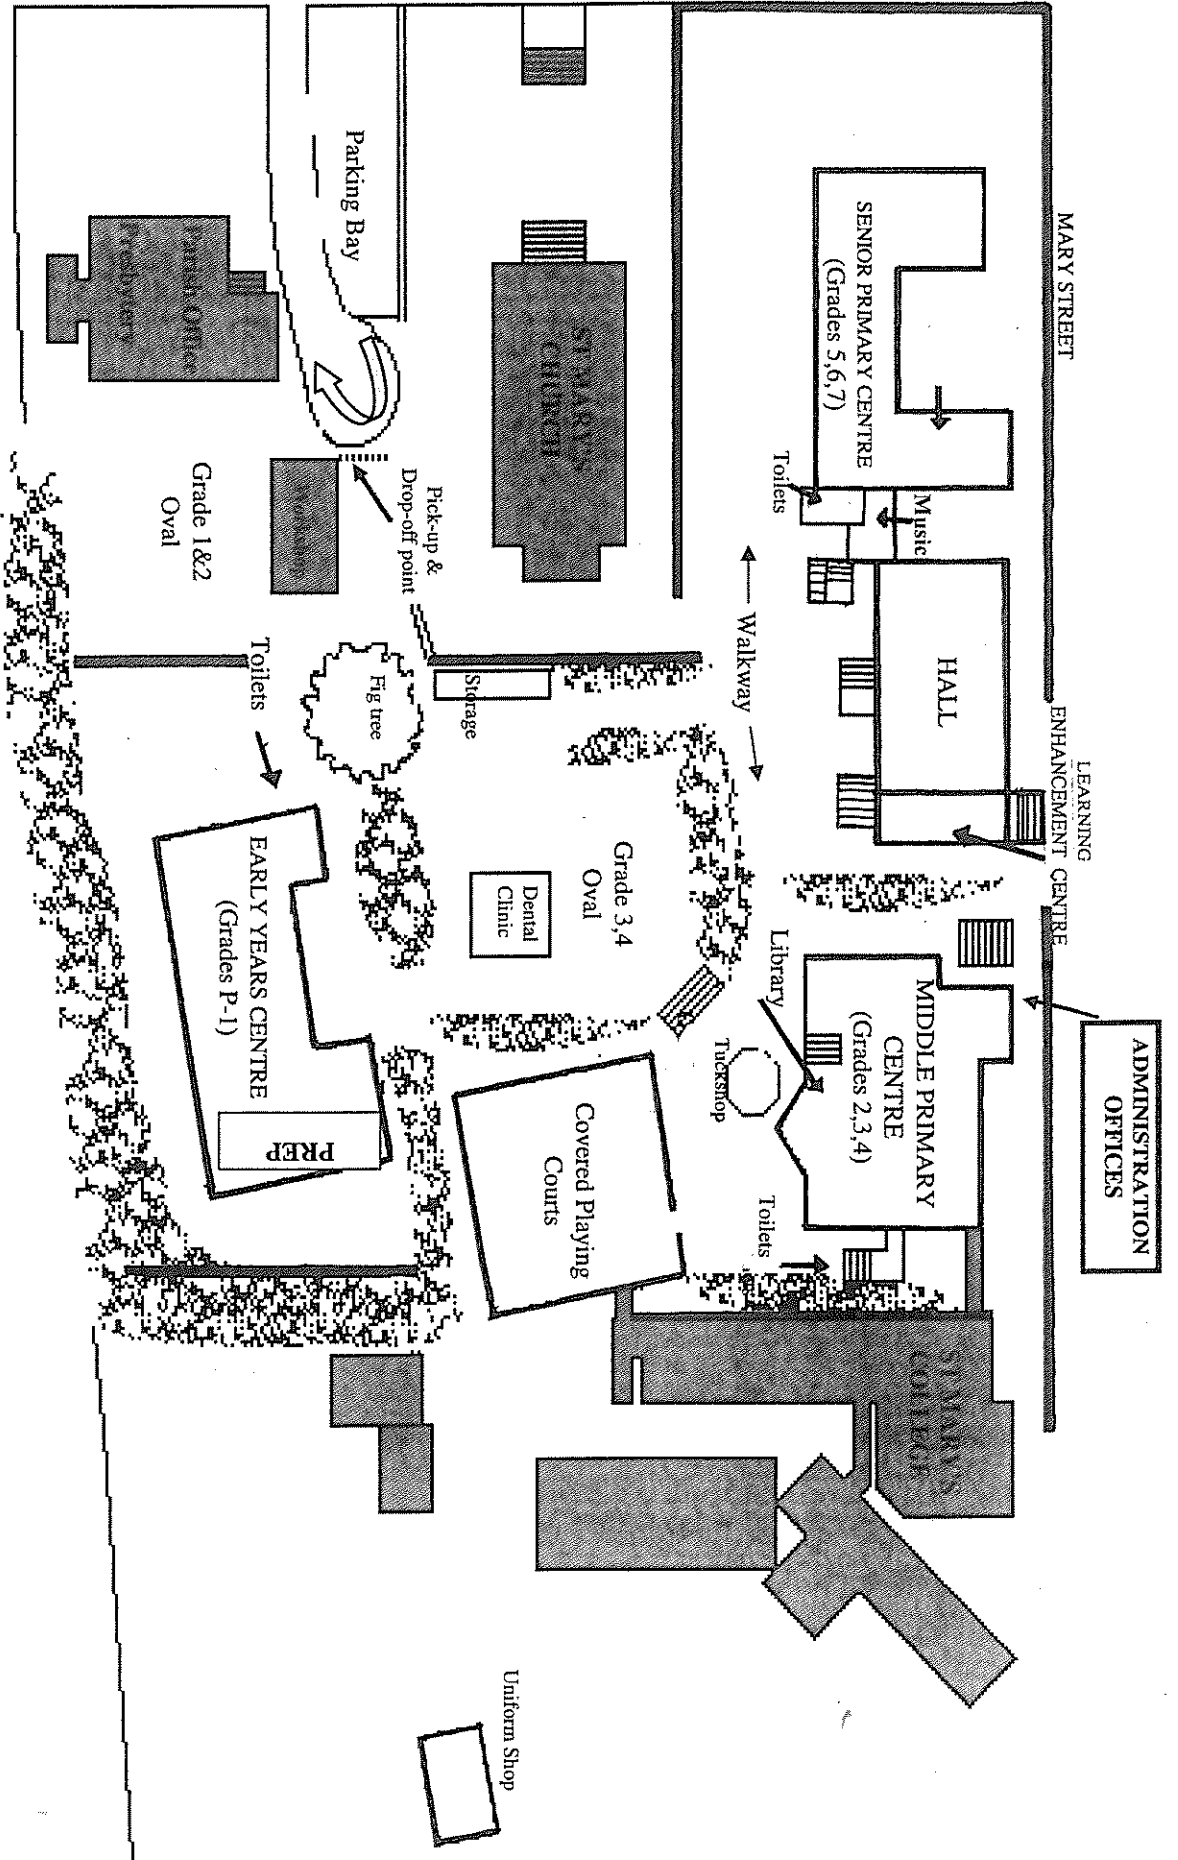 MARY STREET
LEARNING
ENHANCEMENT CENTRE
ADMINISTRATION
OFFICES
SENIOR PRIMARY CENTRE
(Grades 5,6,7)
Music
Toilets
HALL
MIDDLE PRIMARY
CENTRE
(Grades 2,3,4)
Library
Toilets
ST MARY'S
COLLEGE
Walkway
Tuckshop
ST MARY'S
CHURCH
Grade 3,4
Oval
Dental
Clinic
Covered Playing
Courts
Storage
Uniform Shop
Parking Bay
Pick-up &
Drop-off point
Fig tree
Workshop
Toilets
Grade 1&2
Oval
EARLY YEARS CENTRE
(Grades P-1)
PREP
Parish Office
Presbytery